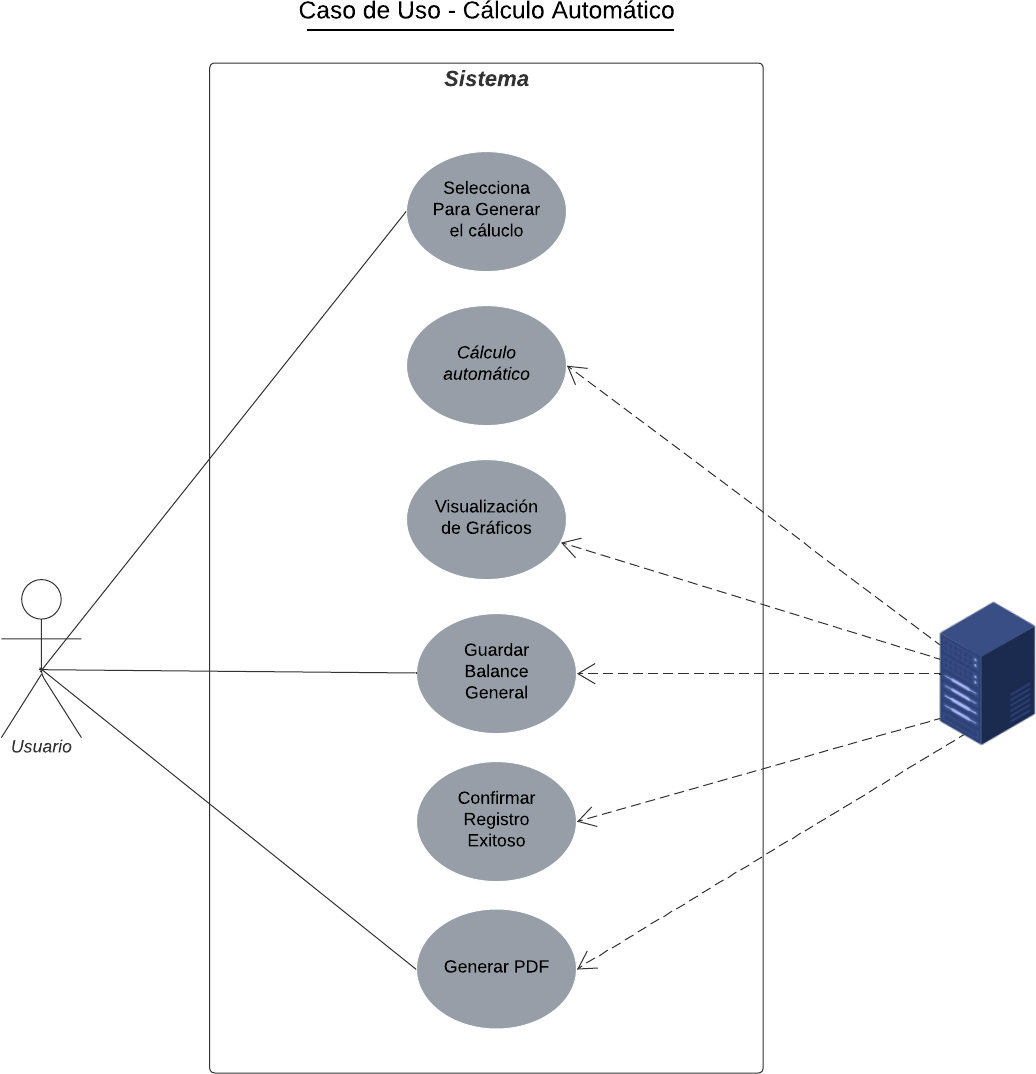 Caso de Uso - Cálculo Automático
Sistema
Selecciona
Para Generar
el cáluclo
Cálculo
automático
Visualización
de Gráficos
Guardar
Balance
General
Usuario
Confirmar
Registro
Exitoso
Generar PDF